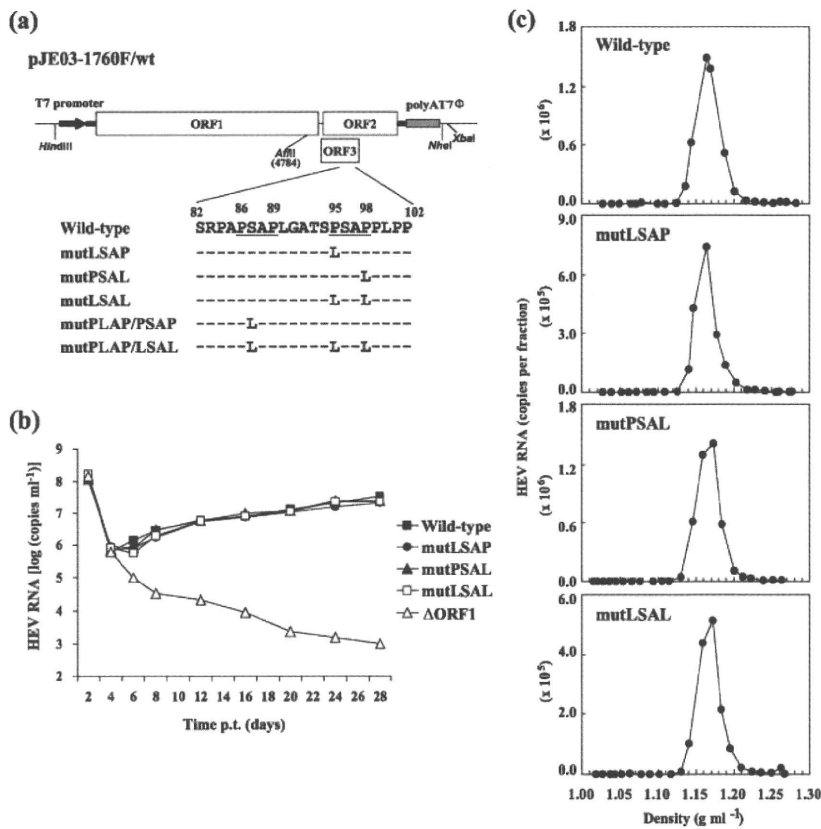 (a)
pJE03-1760F/wt
T7 promoter
polyAT7Φ
ORF1
ORF2
ORF3
HindIII
AflII
(4784)
NheI
XbaI
82 86 89 95 98 102
Wild-type SRPAPSAPLGATSPSAPPLPP
mutLSAP -------------L-------
mutPSAL ----------------L----
mutLSAL -------------L--L----
mutPLAP/PSAP -----L---------------
mutPLAP/LSAL -----L-------L--L----
(b)
HEV RNA [log (copies ml⁻¹)]
9
8
7
6
5
4
3
2
2 4 6 8 10 12 14 16 18 20 22 24 26 28
Time p.t. (days)
Wild-type
mutLSAP
mutPSAL
mutLSAL
ΔORF1
(c)
HEV RNA (copies per fraction)
Wild-type
(x 10⁶)
1.8
1.2
0.6
0.0
mutLSAP
(x 10⁵)
9.0
6.0
3.0
0.0
mutPSAL
(x 10⁶)
1.8
1.2
0.6
0.0
mutLSAL
(x 10⁵)
6.0
4.0
2.0
0.0
1.00 1.05 1.10 1.15 1.20 1.25 1.30
Density (g ml⁻¹)